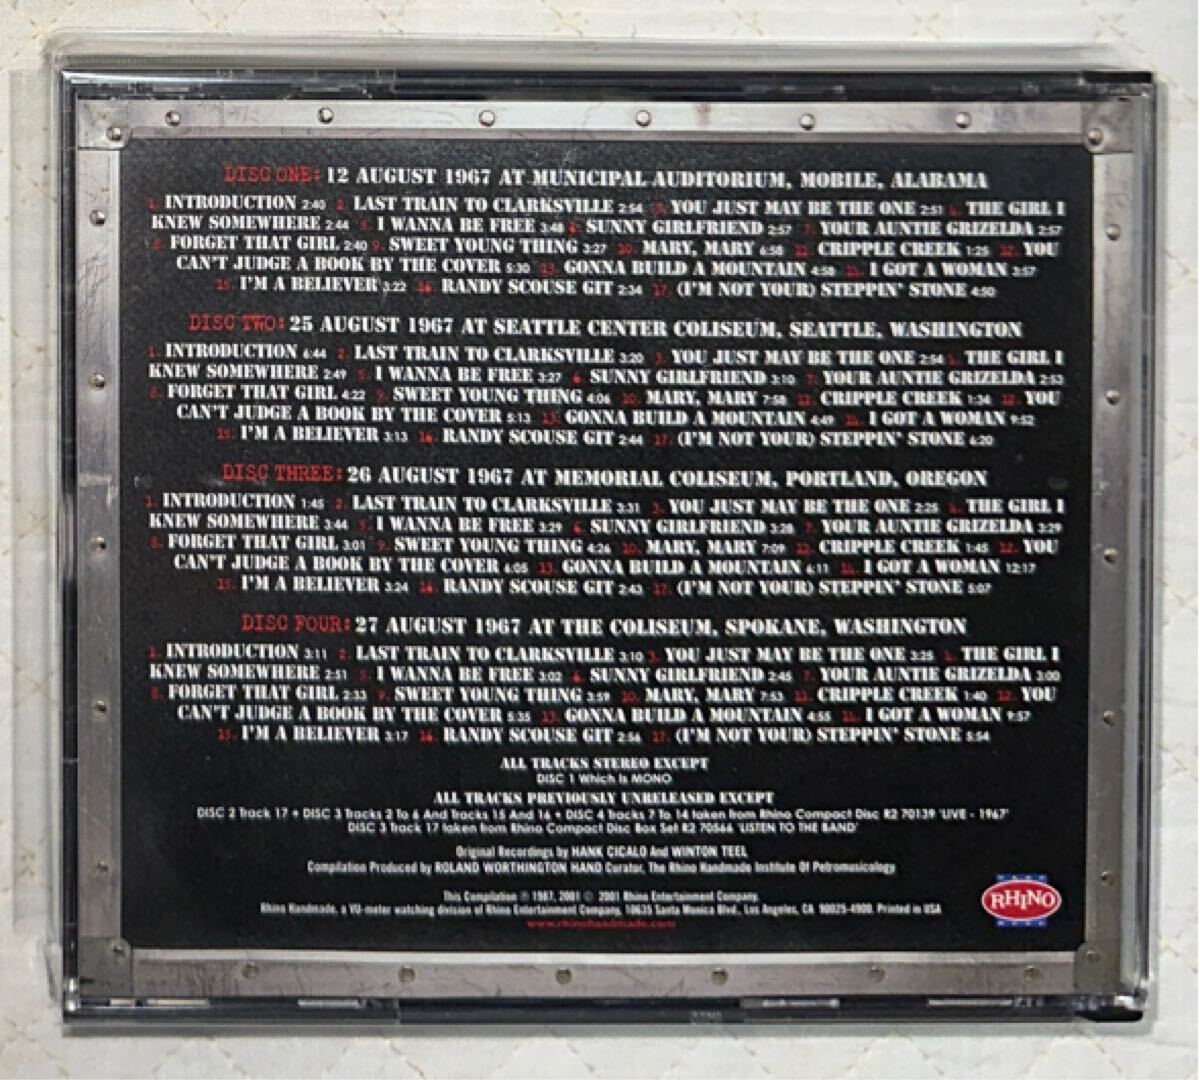 DISC ONE: 12 AUGUST 1967 AT MUNICIPAL AUDITORIUM, MOBILE, ALABAMA
1. INTRODUCTION 2:40 2. LAST TRAIN TO CLARKSVILLE 2:54 3. YOU JUST MAY BE THE ONE 2:51 4. THE GIRL I
KNEW SOMEWHERE 2:44 5. I WANNA BE FREE 3:48 6. SUNNY GIRLFRIEND 2:57 7. YOUR AUNTIE GRIZELDA 2:57
8. FORGET THAT GIRL 2:40 9. SWEET YOUNG THING 3:27 10. MARY, MARY 6:58 11. CRIPPLE CREEK 1:25 12. YOU
CAN'T JUDGE A BOOK BY THE COVER 5:30 13. GONNA BUILD A MOUNTAIN 4:58 14. I GOT A WOMAN 3:57
15. I'M A BELIEVER 3:22 16. RANDY SCOUSE GIT 2:34 17. (I'M NOT YOUR) STEPPIN' STONE 4:50
DISC TWO: 25 AUGUST 1967 AT SEATTLE CENTER COLISEUM, SEATTLE, WASHINGTON
1. INTRODUCTION 6:44 2. LAST TRAIN TO CLARKSVILLE 3:20 3. YOU JUST MAY BE THE ONE 2:54 4. THE GIRL I
KNEW SOMEWHERE 2:49 5. I WANNA BE FREE 3:27 6. SUNNY GIRLFRIEND 3:10 7. YOUR AUNTIE GRIZELDA 2:53
8. FORGET THAT GIRL 4:22 9. SWEET YOUNG THING 4:06 10. MARY, MARY 7:58 11. CRIPPLE CREEK 1:34 12. YOU
CAN'T JUDGE A BOOK BY THE COVER 5:13 13. GONNA BUILD A MOUNTAIN 4:49 14. I GOT A WOMAN 9:52
15. I'M A BELIEVER 3:13 16. RANDY SCOUSE GIT 2:44 17. (I'M NOT YOUR) STEPPIN' STONE 6:20
DISC THREE: 26 AUGUST 1967 AT MEMORIAL COLISEUM, PORTLAND, OREGON
1. INTRODUCTION 1:45 2. LAST TRAIN TO CLARKSVILLE 3:31 3. YOU JUST MAY BE THE ONE 2:25 4. THE GIRL I
KNEW SOMEWHERE 3:44 5. I WANNA BE FREE 3:29 6. SUNNY GIRLFRIEND 3:28 7. YOUR AUNTIE GRIZELDA 3:29
8. FORGET THAT GIRL 3:01 9. SWEET YOUNG THING 4:26 10. MARY, MARY 7:09 11. CRIPPLE CREEK 1:45 12. YOU
CAN'T JUDGE A BOOK BY THE COVER 6:05 13. GONNA BUILD A MOUNTAIN 6:11 14. I GOT A WOMAN 12:17
15. I'M A BELIEVER 3:24 16. RANDY SCOUSE GIT 2:43 17. (I'M NOT YOUR) STEPPIN' STONE 5:07
DISC FOUR: 27 AUGUST 1967 AT THE COLISEUM, SPOKANE, WASHINGTON
1. INTRODUCTION 3:11 2. LAST TRAIN TO CLARKSVILLE 3:10 3. YOU JUST MAY BE THE ONE 3:25 4. THE GIRL I
KNEW SOMEWHERE 2:51 5. I WANNA BE FREE 3:02 6. SUNNY GIRLFRIEND 2:45 7. YOUR AUNTIE GRIZELDA 3:00
8. FORGET THAT GIRL 2:33 9. SWEET YOUNG THING 3:59 10. MARY, MARY 7:53 11. CRIPPLE CREEK 1:40 12. YOU
CAN'T JUDGE A BOOK BY THE COVER 5:35 13. GONNA BUILD A MOUNTAIN 4:55 14. I GOT A WOMAN 9:57
15. I'M A BELIEVER 3:17 16. RANDY SCOUSE GIT 2:56 17. (I'M NOT YOUR) STEPPIN' STONE 5:54
ALL TRACKS STEREO EXCEPT
DISC 1 Which Is MONO
ALL TRACKS PREVIOUSLY UNRELEASED EXCEPT
DISC 2 Track 17 • DISC 3 Tracks 2 To 6 And Tracks 15 And 16 • DISC 4 Tracks 7 To 14 taken from Rhino Compact Disc R2 70139 'LIVE - 1967'
DISC 3 Track 17 taken from Rhino Compact Disc Box Set R2 70566 'LISTEN TO THE BAND'
Original Recordings by HANK CICALO And WINTON TEEL
Compilation Produced by ROLAND WORTHINGTON HAND Curator, The Rhino Handmade Institute Of Petromusicology
This Compilation ℗ 1987, 2001 © 2001 Rhino Entertainment Company.
Rhino Handmade, a VU-meter watching division of Rhino Entertainment Company, 10635 Santa Monica Blvd., Los Angeles, CA 90025-4900. Printed in USA
www.rhinohandmade.com
RHINO